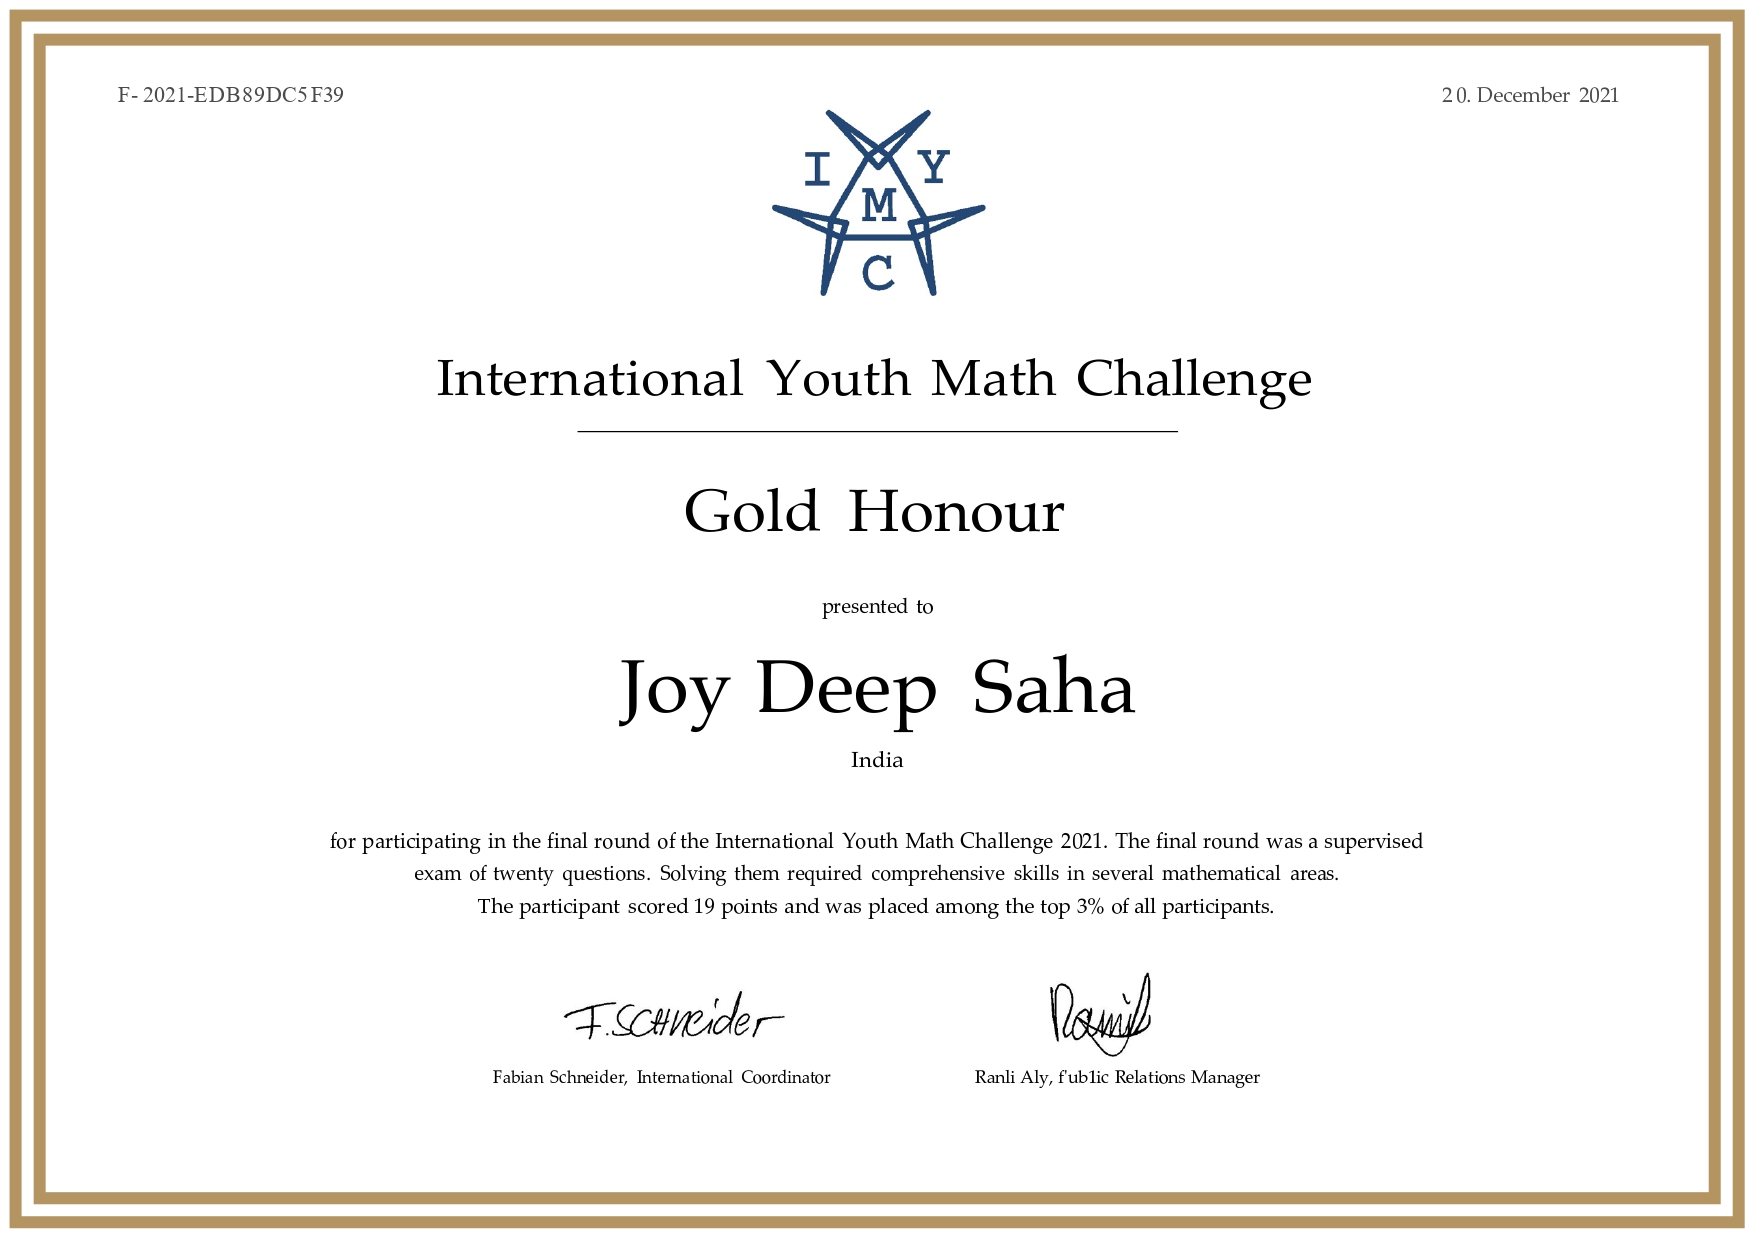 F- 2021-EDB89DC5F39
20. December 2021
I Y
M
C
International Youth Math Challenge
Gold Honour
presented to
Joy Deep Saha
India
for participating in the final round of the International Youth Math Challenge 2021. The final round was a supervised
exam of twenty questions. Solving them required comprehensive skills in several mathematical areas.
The participant scored 19 points and was placed among the top 3% of all participants.
F. Schneider
Fabian Schneider, International Coordinator
Ranli Aly, f'ub1ic Relations Manager